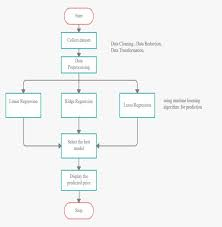 Start
Collect dataset
Data Cleaning , Data Reduction,
Data Transformation,
Data
Preprocessing
Linear Regression
Ridge Regression
Lasso Regression
using machine learning
algorithm for prediction
Select the best
model
Display the
predicted price
Stop